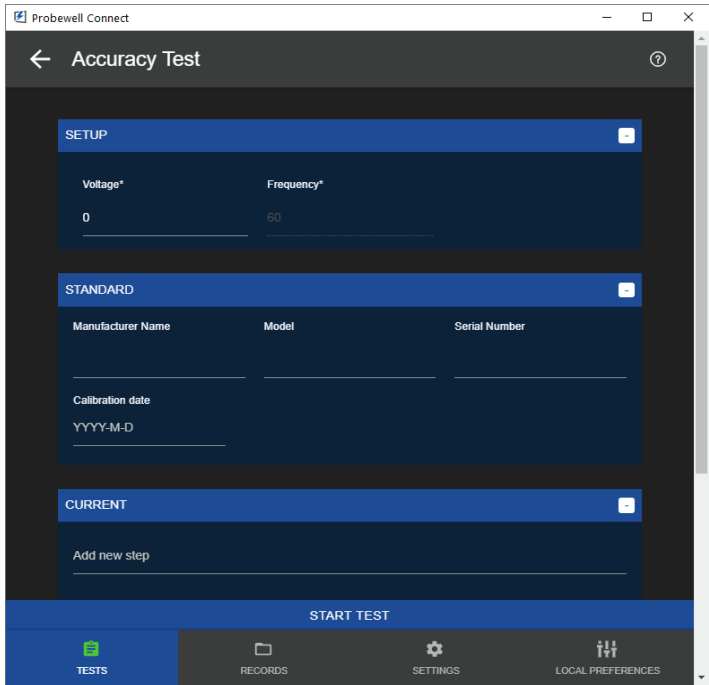 Probewell Connect
Accuracy Test
SETUP
Voltage* Frequency*
0 60
STANDARD
Manufacturer Name Model Serial Number
Calibration date
YYYY-M-D
CURRENT
Add new step
START TEST
TESTS RECORDS SETTINGS LOCAL PREFERENCES